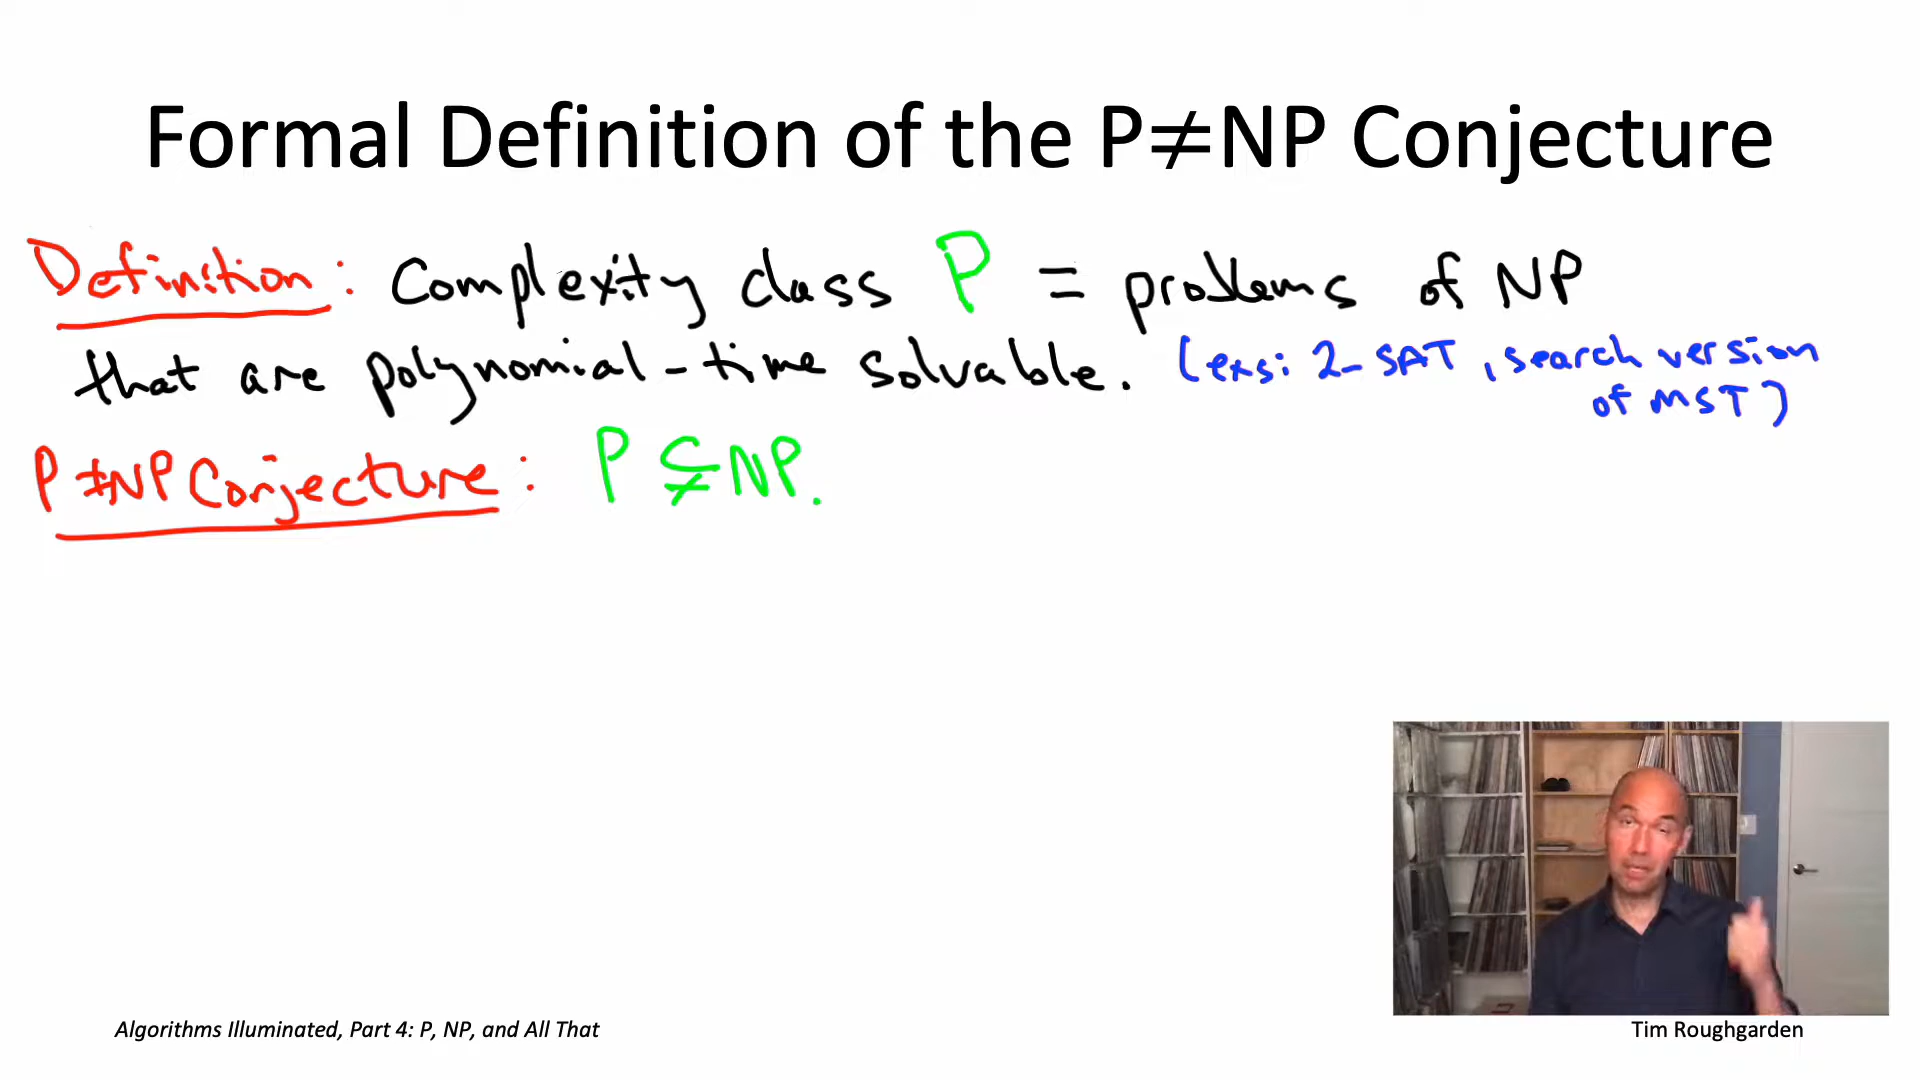 Formal Definition of the P≠NP Conjecture
Definition: Complexity class P = problems of NP
that are polynomial-time solvable. (exs: 2-SAT, search version
of MST)
P≠NP Conjecture: P ⊊ NP.
Algorithms Illuminated, Part 4: P, NP, and All That
Tim Roughgarden